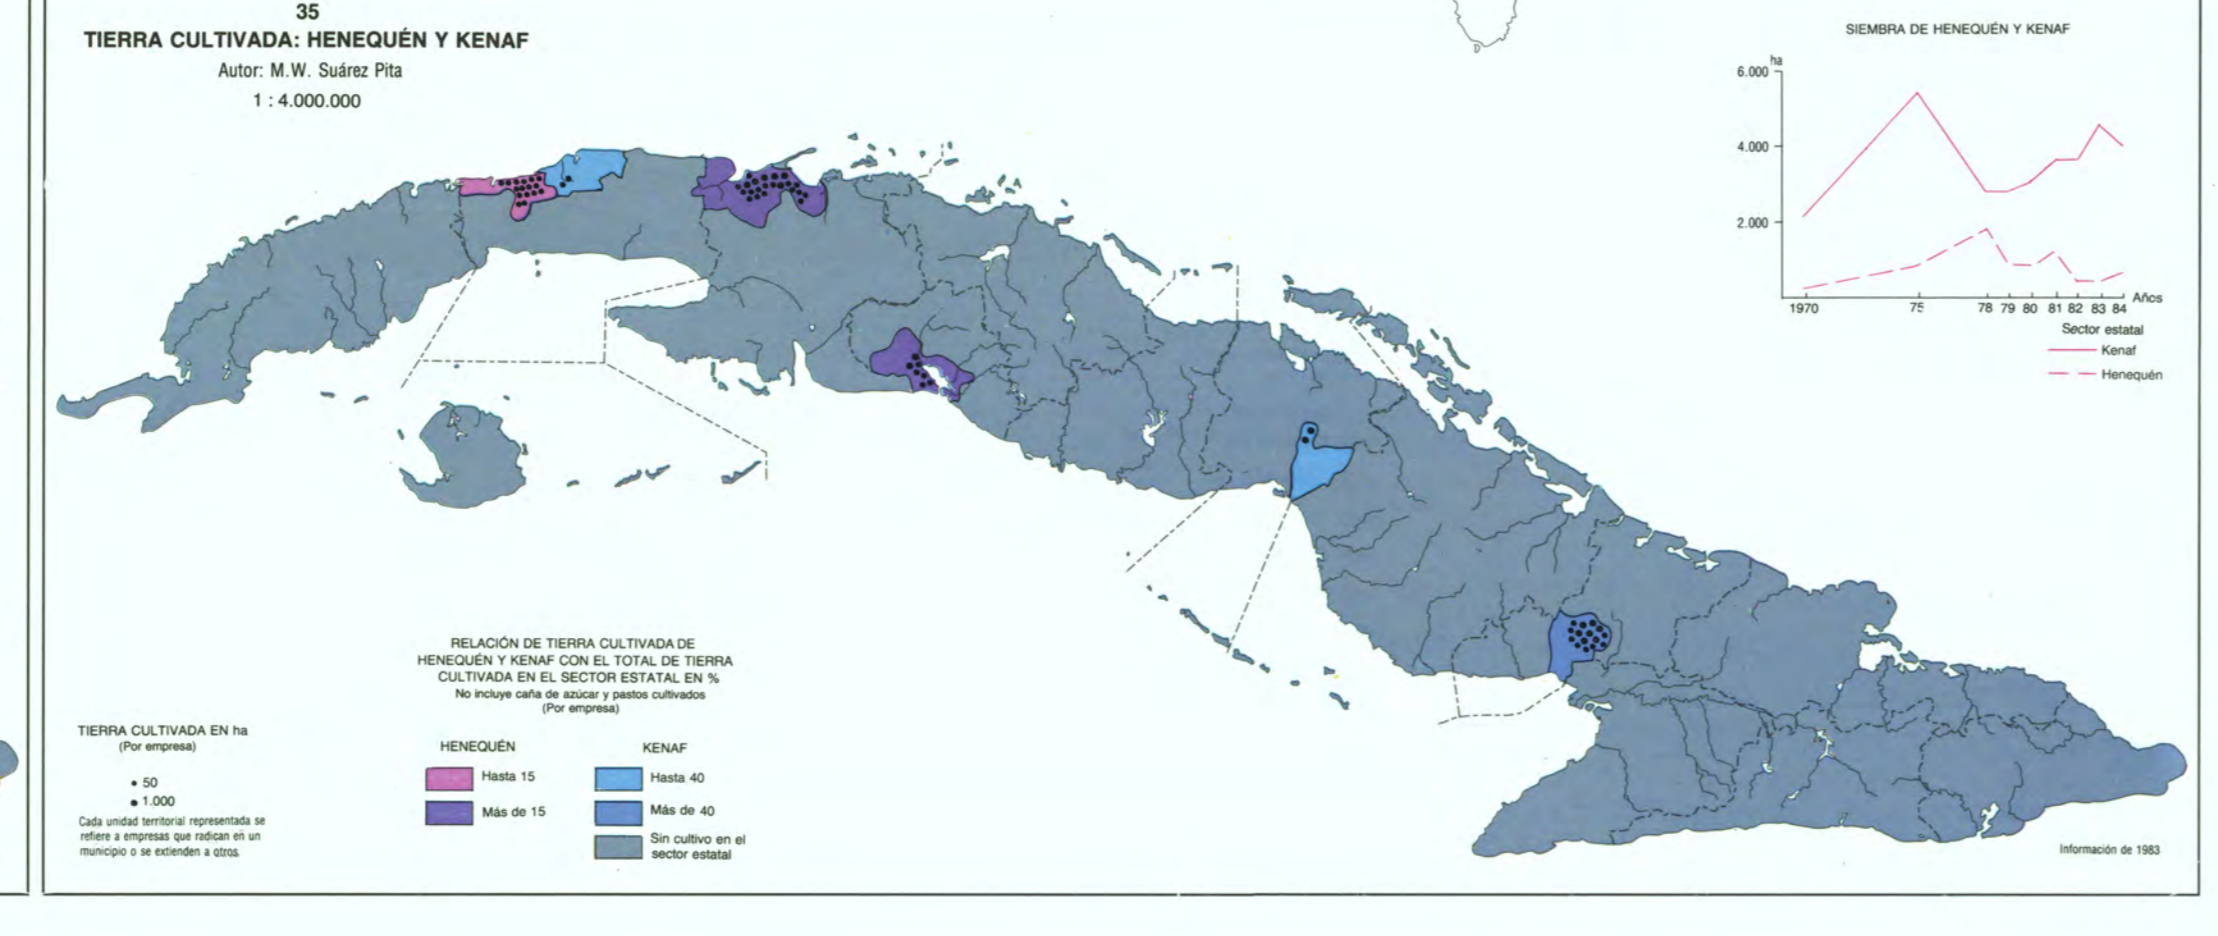 35
TIERRA CULTIVADA: HENEQUÉN Y KENAF
Autor: M.W. Suárez Pita
1 : 4.000.000
D
SIEMBRA DE HENEQUÉN Y KENAF
ha
6.000
4.000
2.000
1970 75 78 79 80 81 82 83 84 Años
Sector estatal
Kenaf
Henequén
RELACIÓN DE TIERRA CULTIVADA DE
HENEQUÉN Y KENAF CON EL TOTAL DE TIERRA
CULTIVADA EN EL SECTOR ESTATAL EN %
No incluye caña de azúcar y pastos cultivados
(Por empresa)
HENEQUÉN
Hasta 15
Más de 15
KENAF
Hasta 40
Más de 40
Sin cultivo en el
sector estatal
TIERRA CULTIVADA EN ha
(Por empresa)
50
1.000
Cada unidad territorial representada se
refiere a empresas que radican en un
municipio o se extienden a otros.
Información de 1983